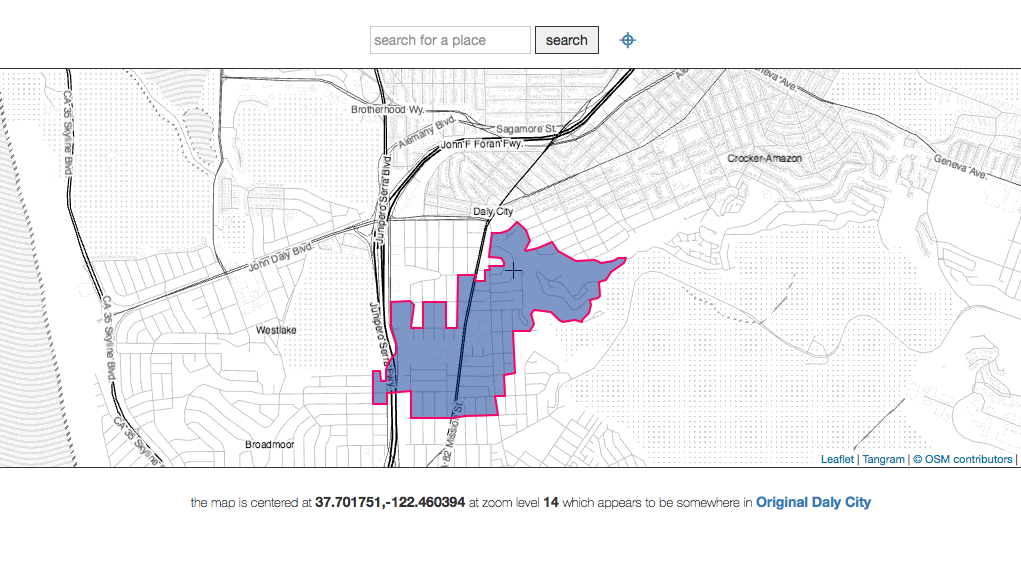 search for a place
search
CA 35 Skyline Blvd
Brotherhood Wy.
Alemany Blvd.
Sagamore St.
John F Foran Fwy.
Geneva Ave.
Crocker-Amazon
Geneva Ave.
Junipero Serra Blvd
Daly City
John Daly Blvd.
CA 35 Skyline Blvd.
Westlake
Junipero Serra Fwy.
CA 35 Skyline
Broadmoor
Mission St.
Leaflet | Tangram | © OSM contributors |
the map is centered at 37.701751,-122.460394 at zoom level 14 which appears to be somewhere in Original Daly City